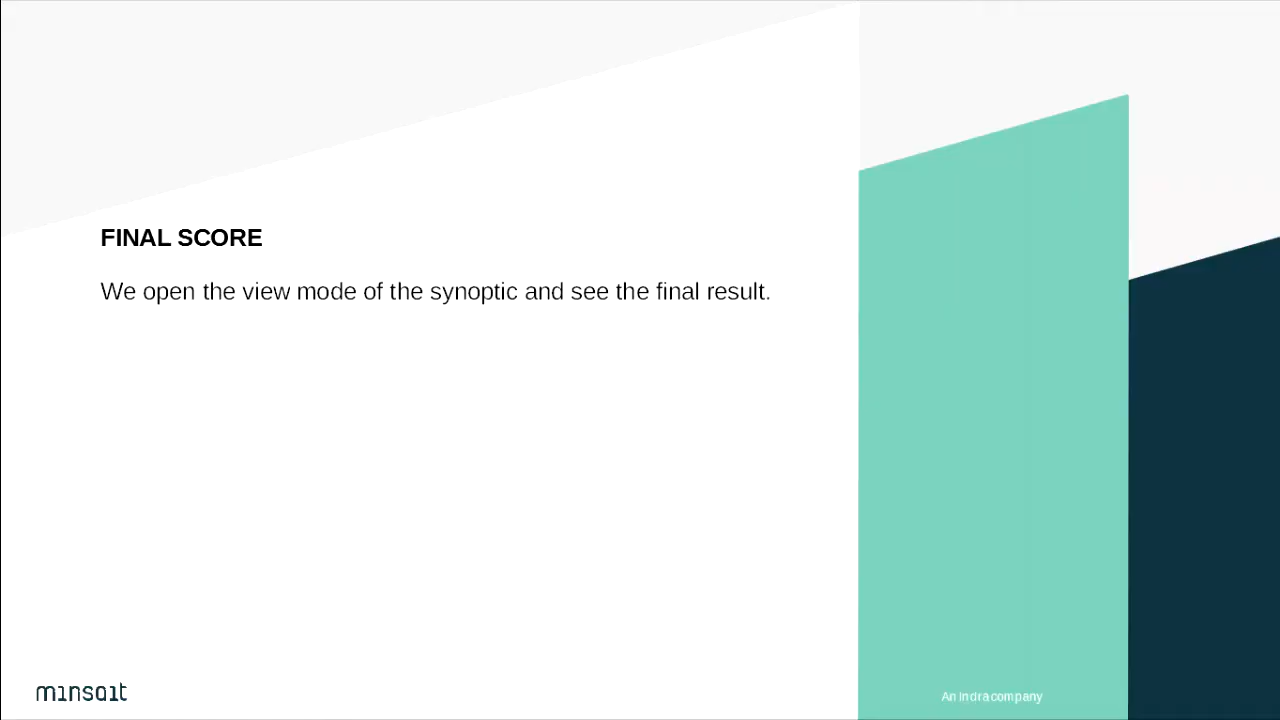 FINAL SCORE
We open the view mode of the synoptic and see the final result.
minsait
An Indra company